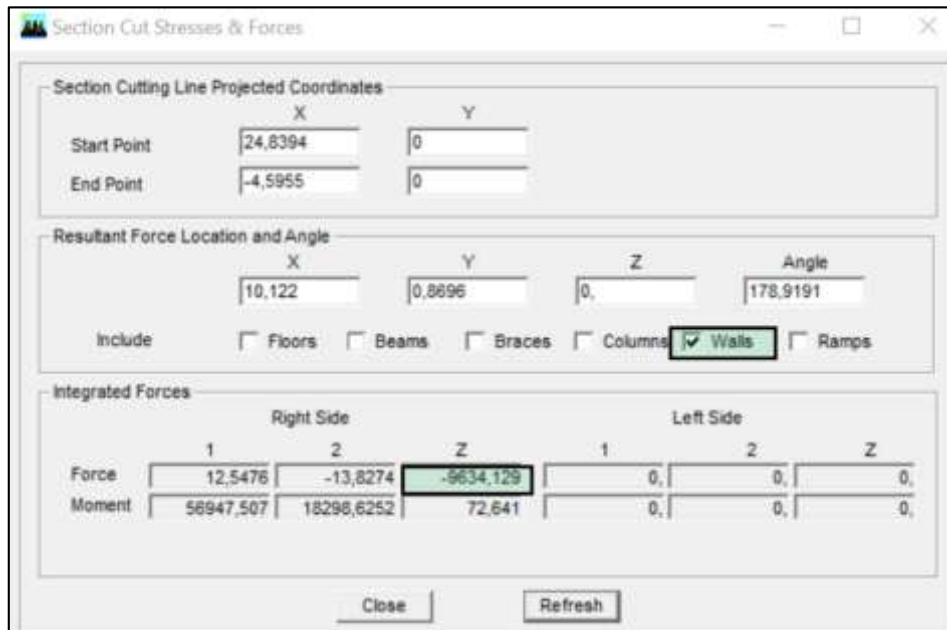 Section Cut Stresses & Forces
Section Cutting Line Projected Coordinates
X Y
Start Point 24,8394 0
End Point -4,5955 0
Resultant Force Location and Angle
X Y Z Angle
10,122 0,8696 0, 178,9191
Include Floors Beams Braces Columns Walls Ramps
Integrated Forces
Right Side Left Side
1 2 Z 1 2 Z
Force 12,5476 -13,8274 -9634,129 0, 0, 0,
Moment 56947,507 18298,6252 72,641 0, 0, 0,
Close Refresh